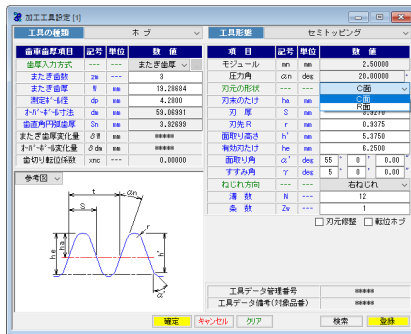 加工工具設定 [1]
工具の種類 ホ ブ
歯車歯厚項目 記号 単位 数 値
歯厚入力方式 --- --- またぎ歯厚
またぎ歯数 zm --- 3
またぎ歯厚 W mm 19.28684
測定ボール径 dp mm 4.2000
オーバーボール寸法 dm mm 59.06931
歯直角円弧歯厚 Sn mm 3.92699
またぎ歯厚変化量 ∂W mm *****
オーバーボール変化量 ∂dm mm *****
歯切り転位係数 xnc --- 0.00000
参考図
t αn
S
r
he ha h'
α'
工具形態 セミトッピング
項 目 記号 単位 数 値
モジュール mn mm 2.50000
圧力角 αn deg 20.00000 °
刃元の形状 --- --- C面
C面
R面
刃末のたけ ha mm
刃 厚 S mm
刃先R r mm 0.9375
面取り高さ h' mm 5.3750
有効刃たけ he mm 6.2500
面取り角 α' deg 55 ° 0 ' 0.00 "
すすみ角 γ deg 5 ° 0 ' 0.00 "
ねじれ方向 --- --- 右ねじれ
溝 数 N --- 12
条 数 Zw --- 1
刃元修整 転位ホブ
工具データ管理番号 *****
工具データ備考(対象品番) *****
確定 キャンセル クリア 検索 登録